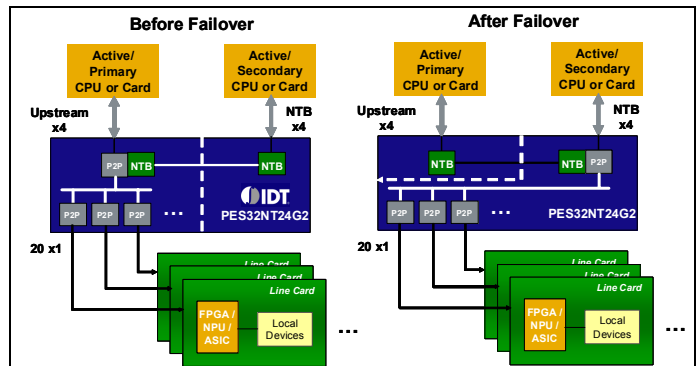 Before Failover
After Failover
Active/
Primary
CPU or Card
Active/
Secondary
CPU or Card
Active/
Primary
CPU or Card
Active/
Secondary
CPU or Card
Upstream
x4
NTB
x4
Upstream
x4
NTB
x4
P2P
NTB
NTB
NTB
NTB
P2P
IDT
P2P
P2P
P2P
...
PES32NT24G2
P2P
P2P
P2P
...
PES32NT24G2
20 x1
20 x1
Line Card
Line Card
Line Card
FPGA /
NPU /
ASIC
Local
Devices
...
Line Card
Line Card
Line Card
FPGA /
NPU /
ASIC
Local
Devices
...